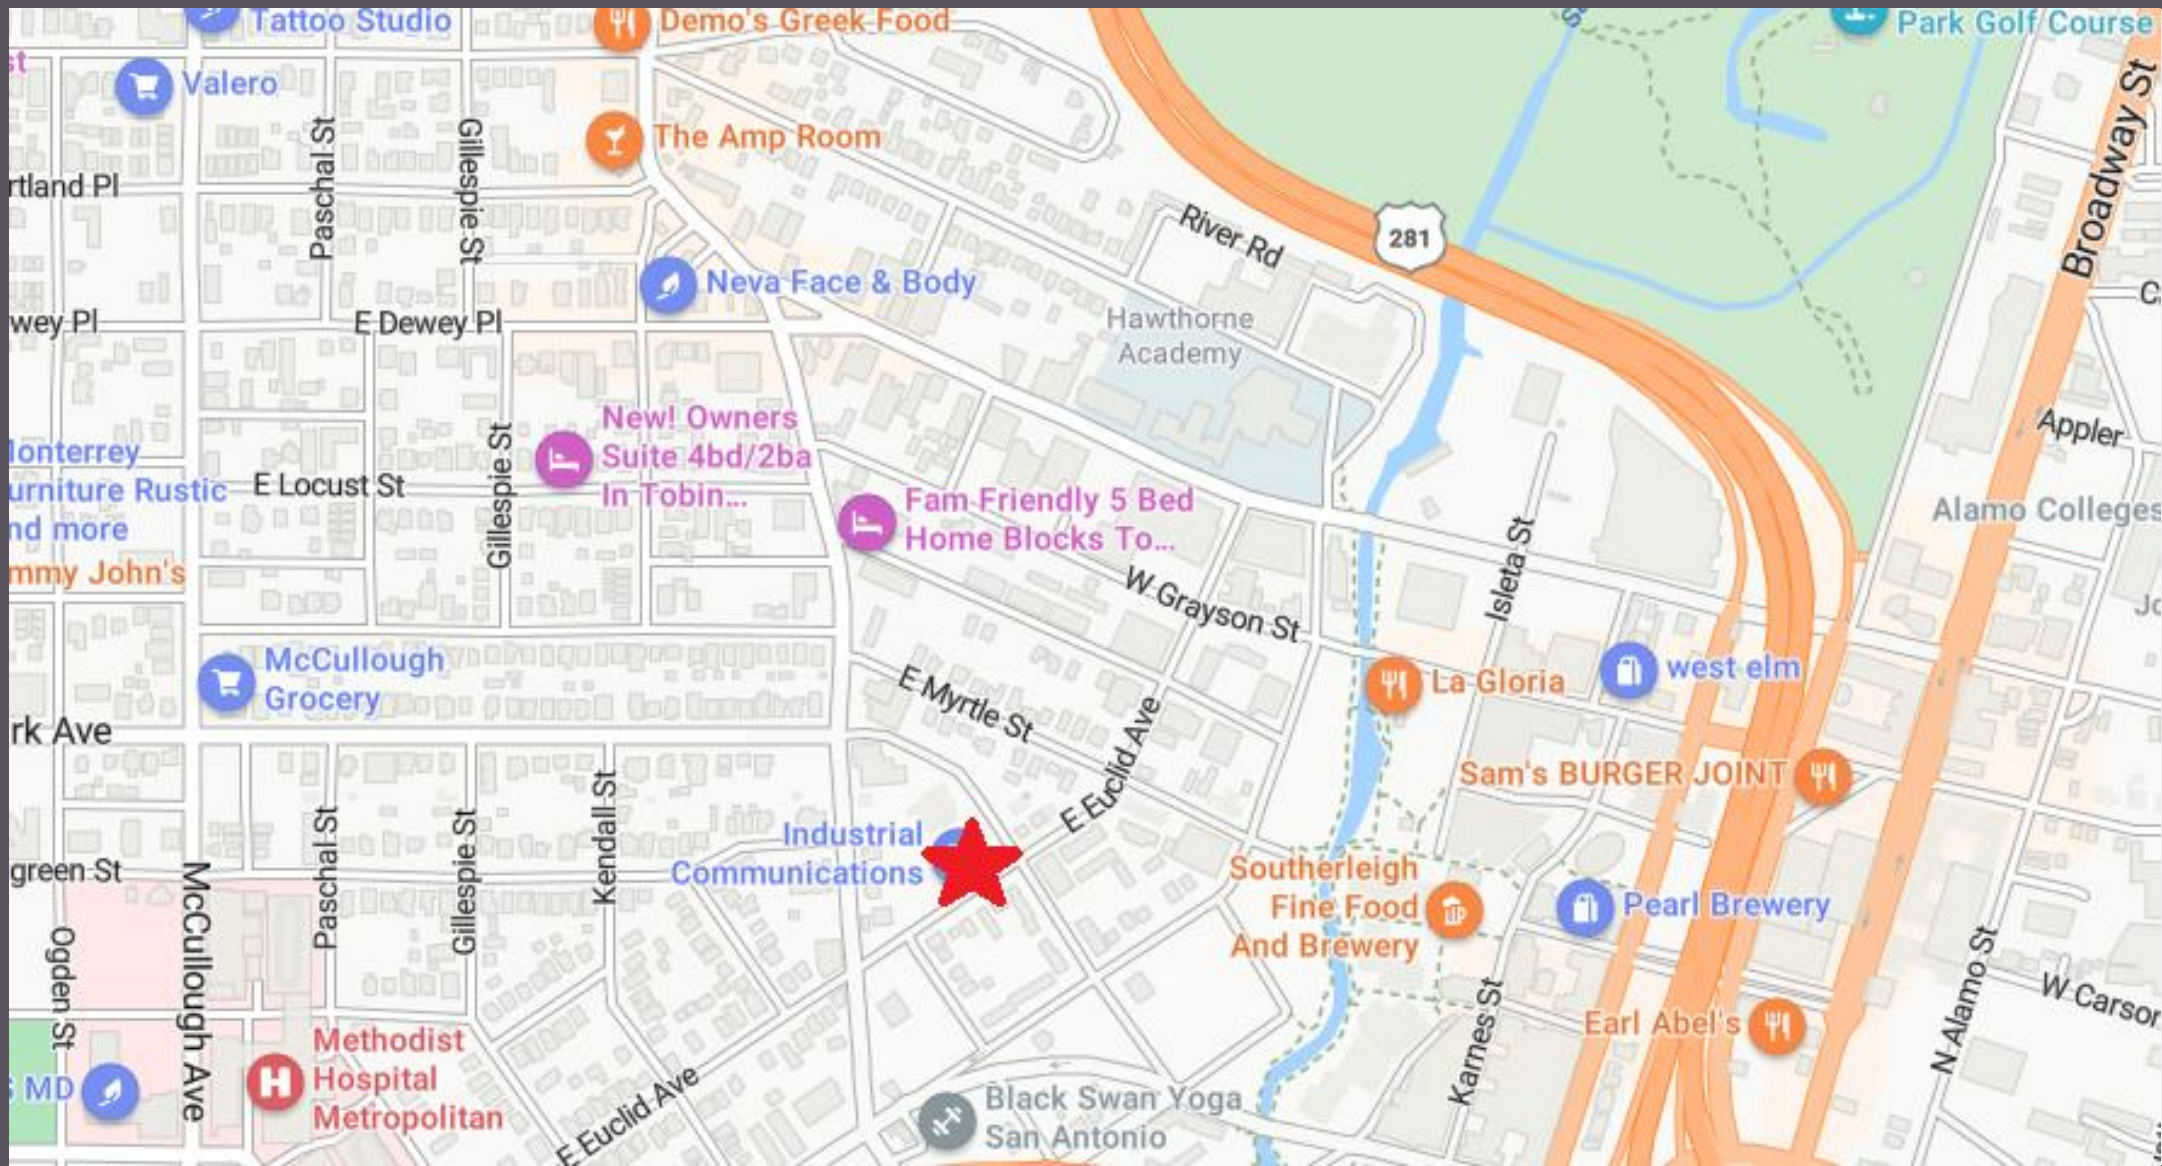 Tattoo Studio
Demo's Greek Food
Park Golf Course
st
Valero
The Amp Room
Broadway St
Paschal St
Gillespie St
rtland Pl
River Rd
281
Neva Face & Body
Hawthorne
Academy
wey Pl
E Dewey Pl
C
Appler
New! Owners
Suite 4bd/2ba
In Tobin...
Gillespie St
Monterrey
urniture Rustic
nd more
E Locust St
Fam Friendly 5 Bed
Home Blocks To...
Alamo Colleges
mmy John's
W Grayson St
Isleta St
Jo
McCullough
Grocery
La Gloria
west elm
E Myrtle St
rk Ave
E Euclid Ave
Sam's BURGER JOINT
Kendall St
Paschal St
Gillespie St
Industrial
Communications
green St
McCullough Ave
Southerleigh
Fine Food
And Brewery
Pearl Brewery
Ogden St
N Alamo St
W Carson
Karnes St
Earl Abel's
Methodist
Hospital
Metropolitan
s MD
E Euclid Ave
Black Swan Yoga
San Antonio